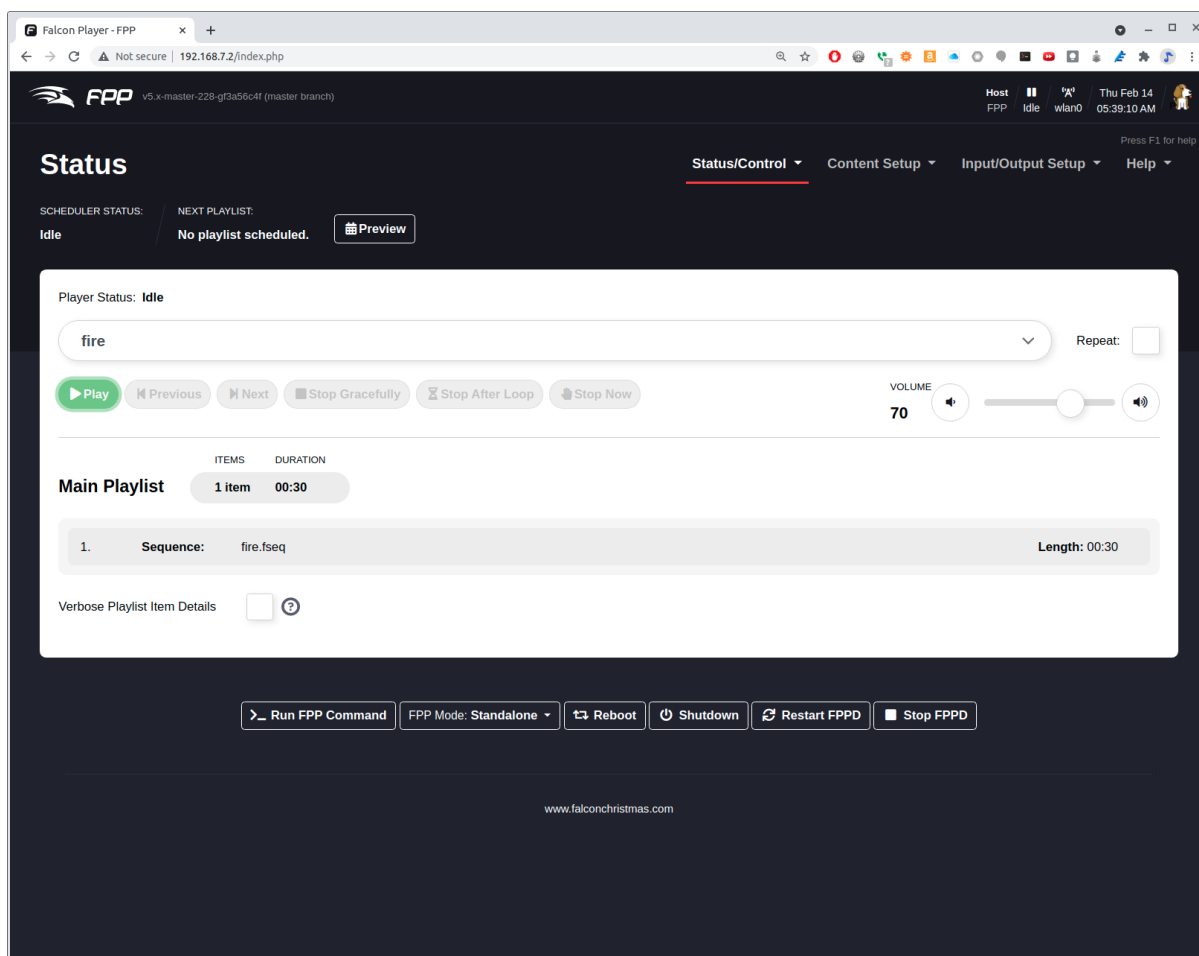 Falcon Player - FPP
Not secure 192.168.7.2/index.php
FPP v5.x-master-228-gf3a56c4f (master branch)
Host Thu Feb 14
FPP Idle wlan0 05:39:10 AM
Press F1 for help
Status
Status/Control Content Setup Input/Output Setup Help
SCHEDULER STATUS: NEXT PLAYLIST:
Idle No playlist scheduled. Preview
Player Status: Idle
fire Repeat:
Play Previous Next Stop Gracefully Stop After Loop Stop Now
VOLUME
70
ITEMS DURATION
Main Playlist 1 item 00:30
1. Sequence: fire.fseq Length: 00:30
Verbose Playlist Item Details
Run FPP Command FPP Mode: Standalone Reboot Shutdown Restart FPPD Stop FPPD
www.falconchristmas.com